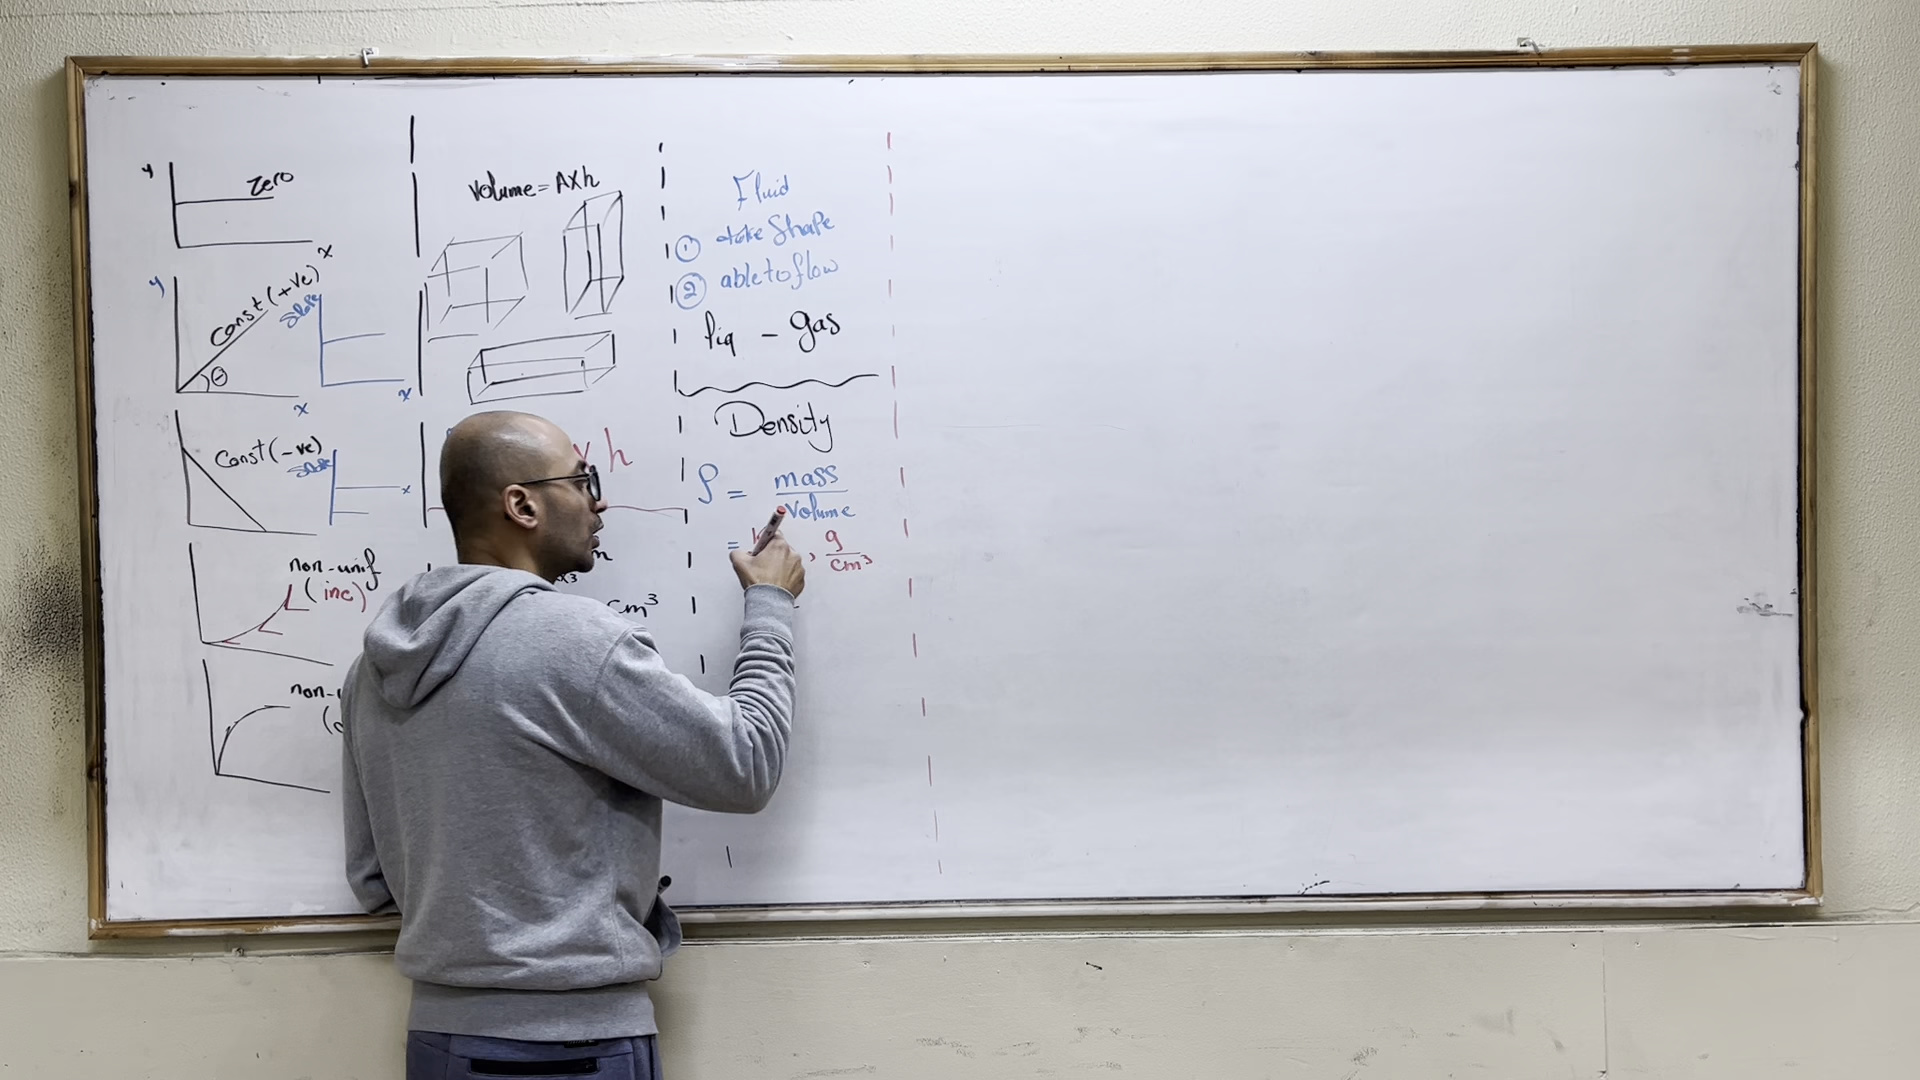 y
Zero
x
y
Const (+ve)
θ
x
Slope
x
Const (-ve)
Slope
x
non-unif
(inc)
non-
Volume = A x h
x h
cm³
Fluid
① take Shape
② able to flow
liq - gas
Density
ρ = mass / Volume
= , g / cm³